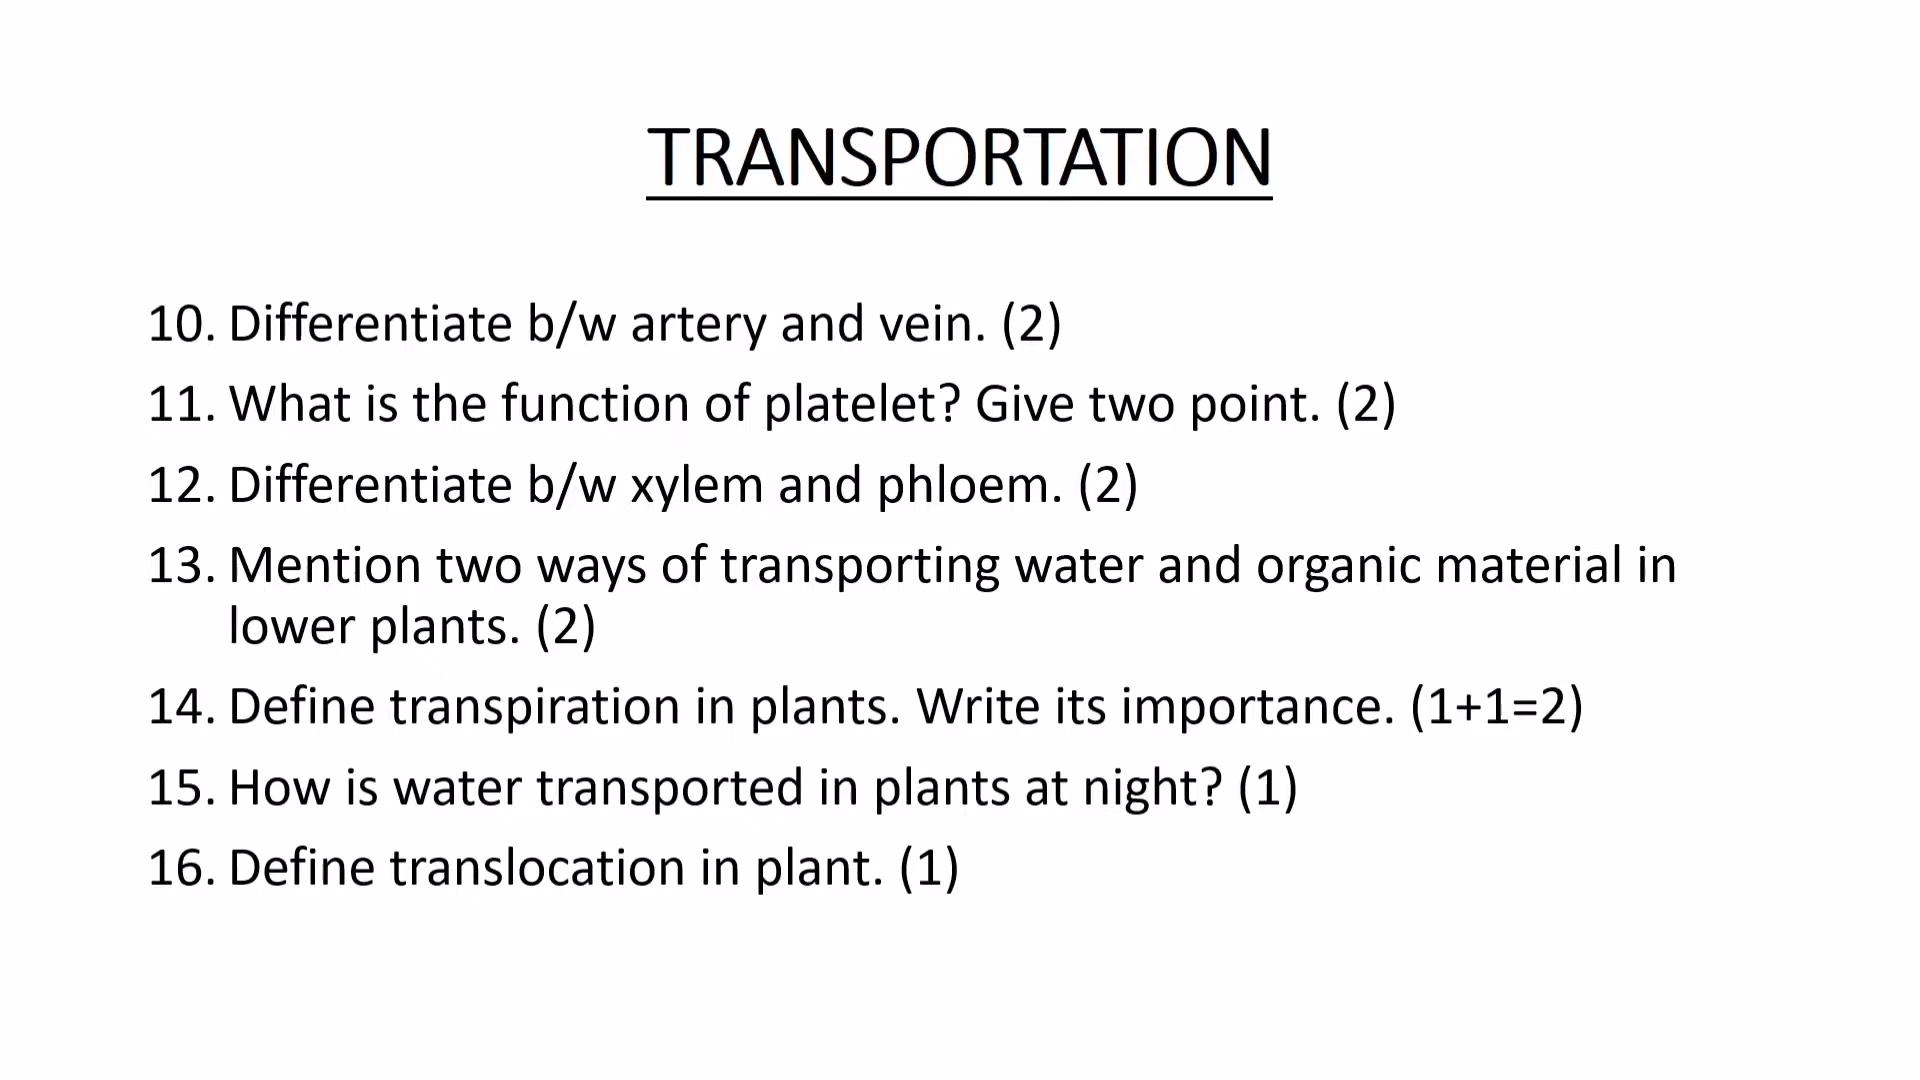 TRANSPORTATION
10. Differentiate b/w artery and vein. (2)
11. What is the function of platelet? Give two point. (2)
12. Differentiate b/w xylem and phloem. (2)
13. Mention two ways of transporting water and organic material in
lower plants. (2)
14. Define transpiration in plants. Write its importance. (1+1=2)
15. How is water transported in plants at night? (1)
16. Define translocation in plant. (1)